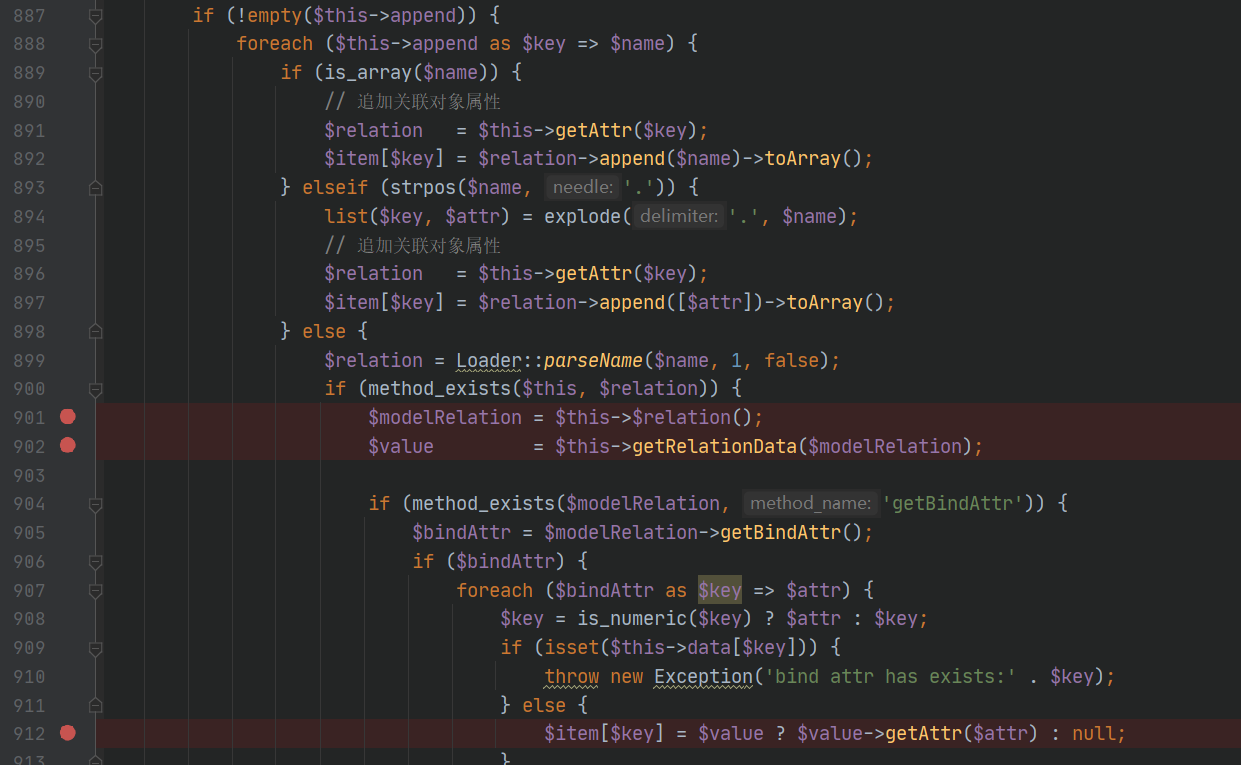 887 if (!empty($this->append)) {
888 foreach ($this->append as $key => $name) {
889 if (is_array($name)) {
890 // 追加关联对象属性
891 $relation = $this->getAttr($key);
892 $item[$key] = $relation->append($name)->toArray();
893 } elseif (strpos($name, needle: '.')) {
894 list($key, $attr) = explode(delimiter: '.', $name);
895 // 追加关联对象属性
896 $relation = $this->getAttr($key);
897 $item[$key] = $relation->append([$attr])->toArray();
898 } else {
899 $relation = Loader::parseName($name, 1, false);
900 if (method_exists($this, $relation)) {
901 $modelRelation = $this->$relation();
902 $value = $this->getRelationData($modelRelation);
903
904 if (method_exists($modelRelation, method_name: 'getBindAttr')) {
905 $bindAttr = $modelRelation->getBindAttr();
906 if ($bindAttr) {
907 foreach ($bindAttr as $key => $attr) {
908 $key = is_numeric($key) ? $attr : $key;
909 if (isset($this->data[$key])) {
910 throw new Exception('bind attr has exists:' . $key);
911 } else {
912 $item[$key] = $value ? $value->getAttr($attr) : null;
913 }